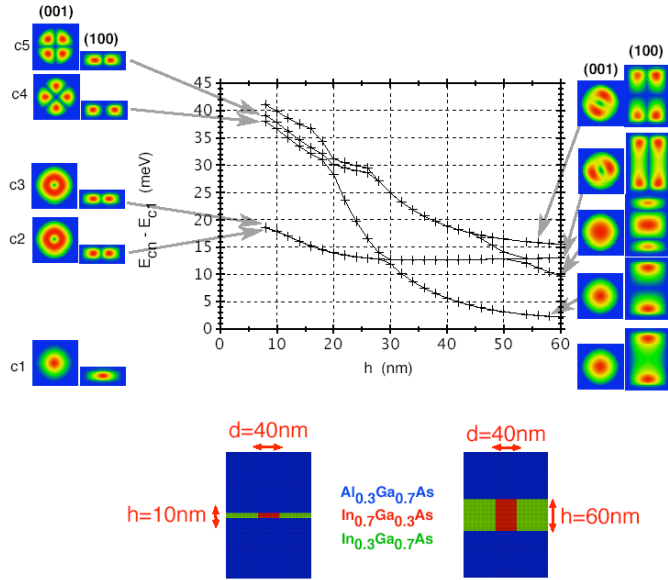 (001)
(100)
c5
c4
c3
c2
c1
E_cn - E_c1 (meV)
45
40
35
30
25
20
15
10
5
0
0 10 20 30 40 50 60
h (nm)
(001)
(100)
d=40nm
d=40nm
h=10nm
h=60nm
Al0.3Ga0.7As
In0.7Ga0.3As
In0.3Ga0.7As